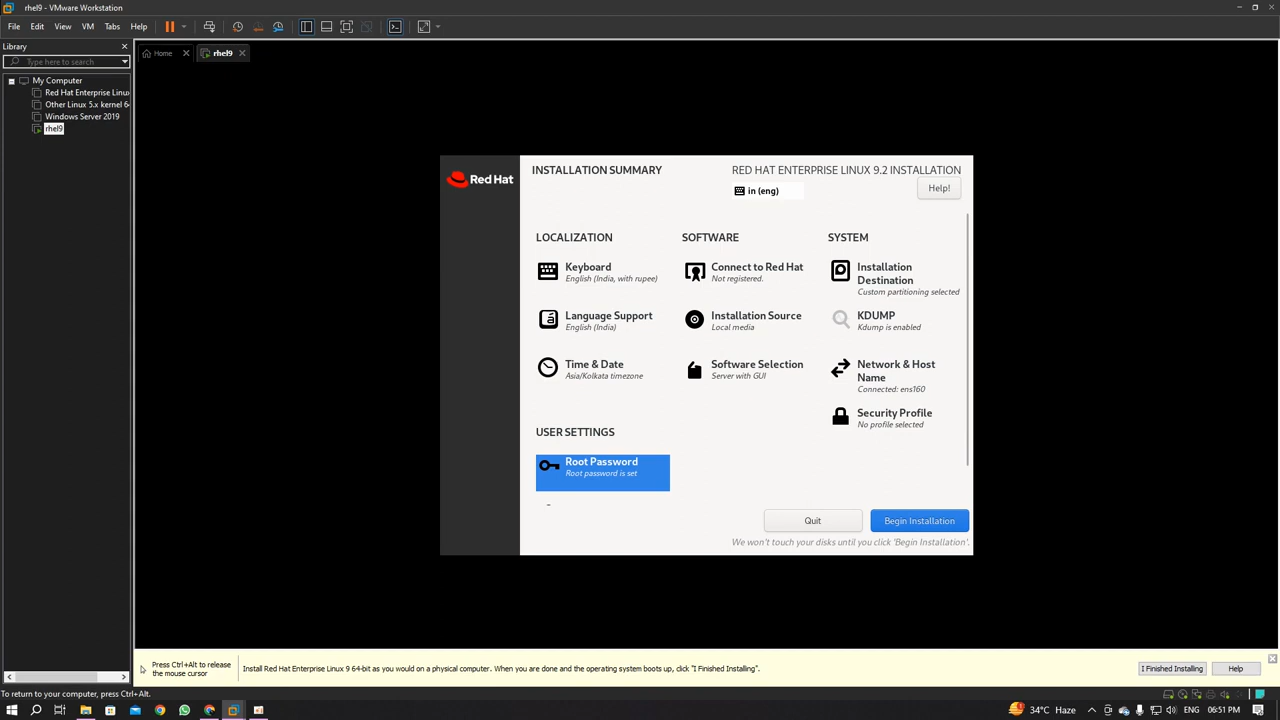 rhel9 - VMware Workstation
File Edit View VM Tabs Help
Library
Type here to search
My Computer
Red Hat Enterprise Linu
Other Linux 5.x kernel 6
Windows Server 2019
rhel9
Home
rhel9
Red Hat
INSTALLATION SUMMARY
RED HAT ENTERPRISE LINUX 9.2 INSTALLATION
in (eng)
Help!
LOCALIZATION
Keyboard
English (India, with rupee)
Language Support
English (India)
Time & Date
Asia/Kolkata timezone
SOFTWARE
Connect to Red Hat
Not registered.
Installation Source
Local media
Software Selection
Server with GUI
SYSTEM
Installation
Destination
Custom partitioning selected
KDUMP
Kdump is enabled
Network & Host
Name
Connected: ens160
Security Profile
No profile selected
USER SETTINGS
Root Password
Root password is set
Quit
Begin Installation
We won't touch your disks until you click 'Begin Installation'.
Press Ctrl+Alt to release
the mouse cursor
Install Red Hat Enterprise Linux 9 64-bit as you would on a physical computer. When you are done and the operating system boots up, click "I Finished Installing".
I Finished Installing
Help
To return to your computer, press Ctrl+Alt.
34°C Haze
ENG
06:51 PM